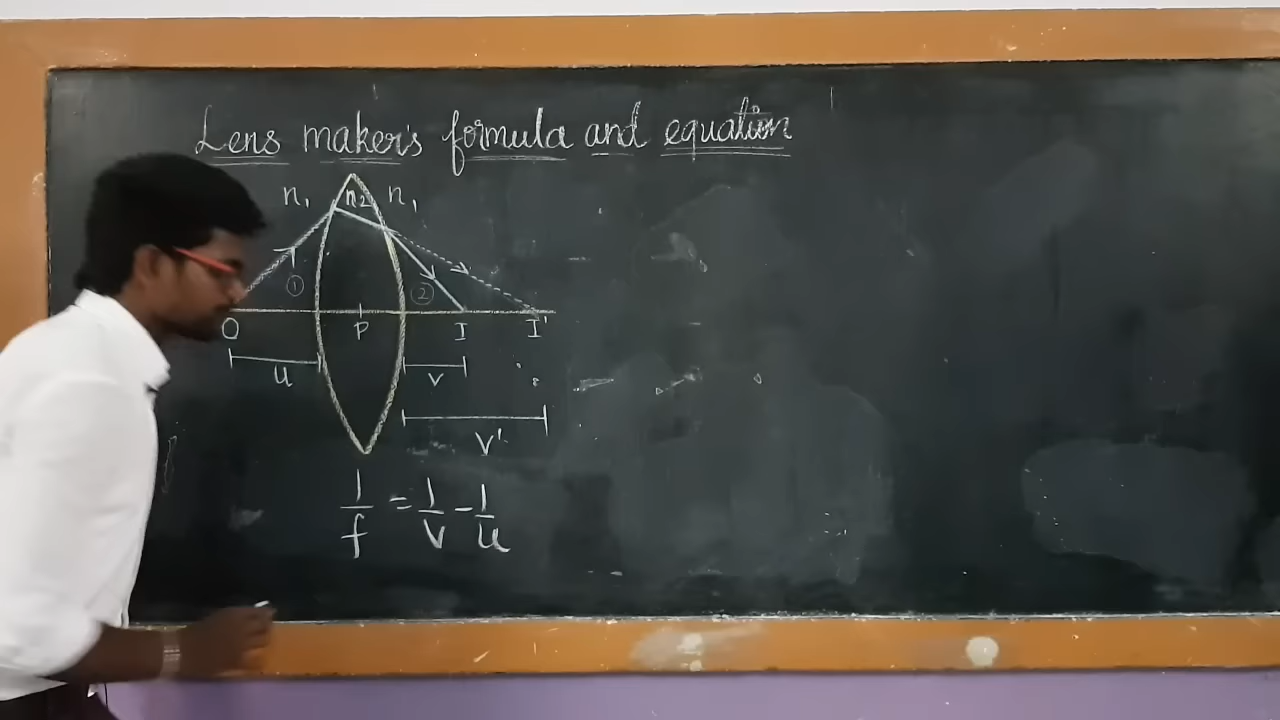 Lens maker's formula and equation
n₁ n₂ n₁
① ②
O P I I'
u v
v'
1/f = 1/v - 1/u